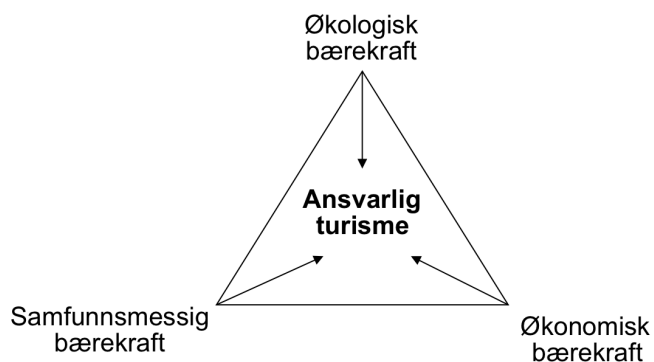 Økologisk
bærekraft
Ansvarlig
turisme
Samfunnsmessig
bærekraft
Økonomisk
bærekraft